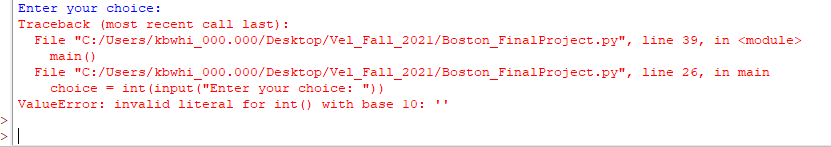 Enter your choice:
Traceback (most recent call last):
  File "C:/Users/kbwhi_000.000/Desktop/Vel_Fall_2021/Boston_FinalProject.py", line 39, in <module>
    main()
  File "C:/Users/kbwhi_000.000/Desktop/Vel_Fall_2021/Boston_FinalProject.py", line 26, in main
    choice = int(input("Enter your choice: "))
ValueError: invalid literal for int() with base 10: ''
>
>